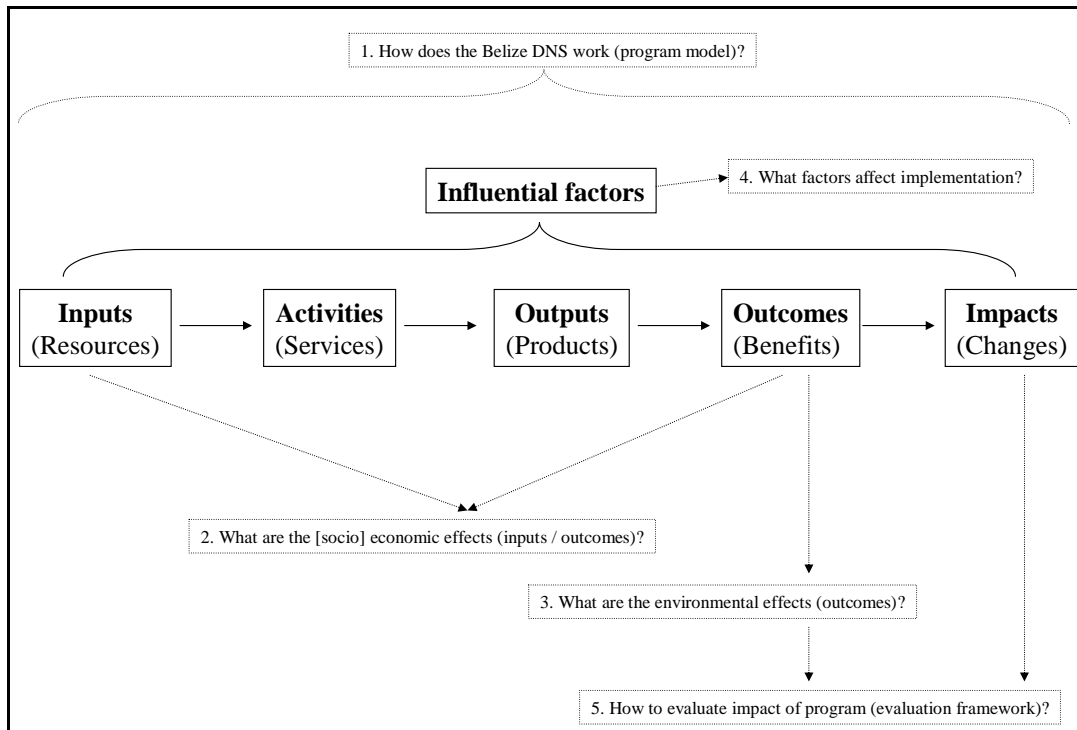 1. How does the Belize DNS work (program model)?
Influential factors
4. What factors affect implementation?
Inputs
(Resources)
Activities
(Services)
Outputs
(Products)
Outcomes
(Benefits)
Impacts
(Changes)
2. What are the [socio] economic effects (inputs / outcomes)?
3. What are the environmental effects (outcomes)?
5. How to evaluate impact of program (evaluation framework)?